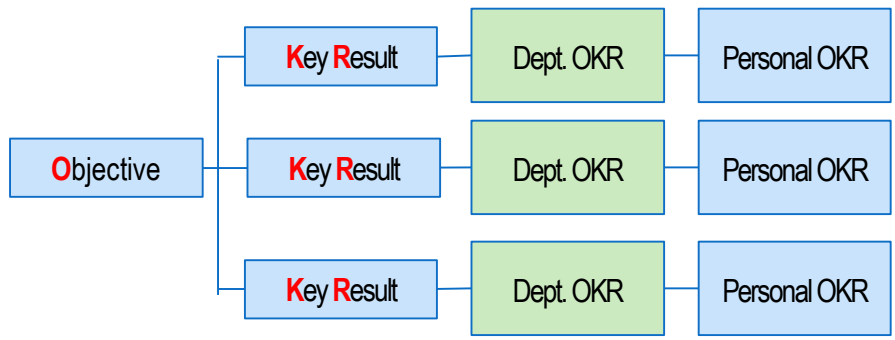 Key Result
Dept. OKR
Personal OKR
Objective
Key Result
Dept. OKR
Personal OKR
Key Result
Dept. OKR
Personal OKR